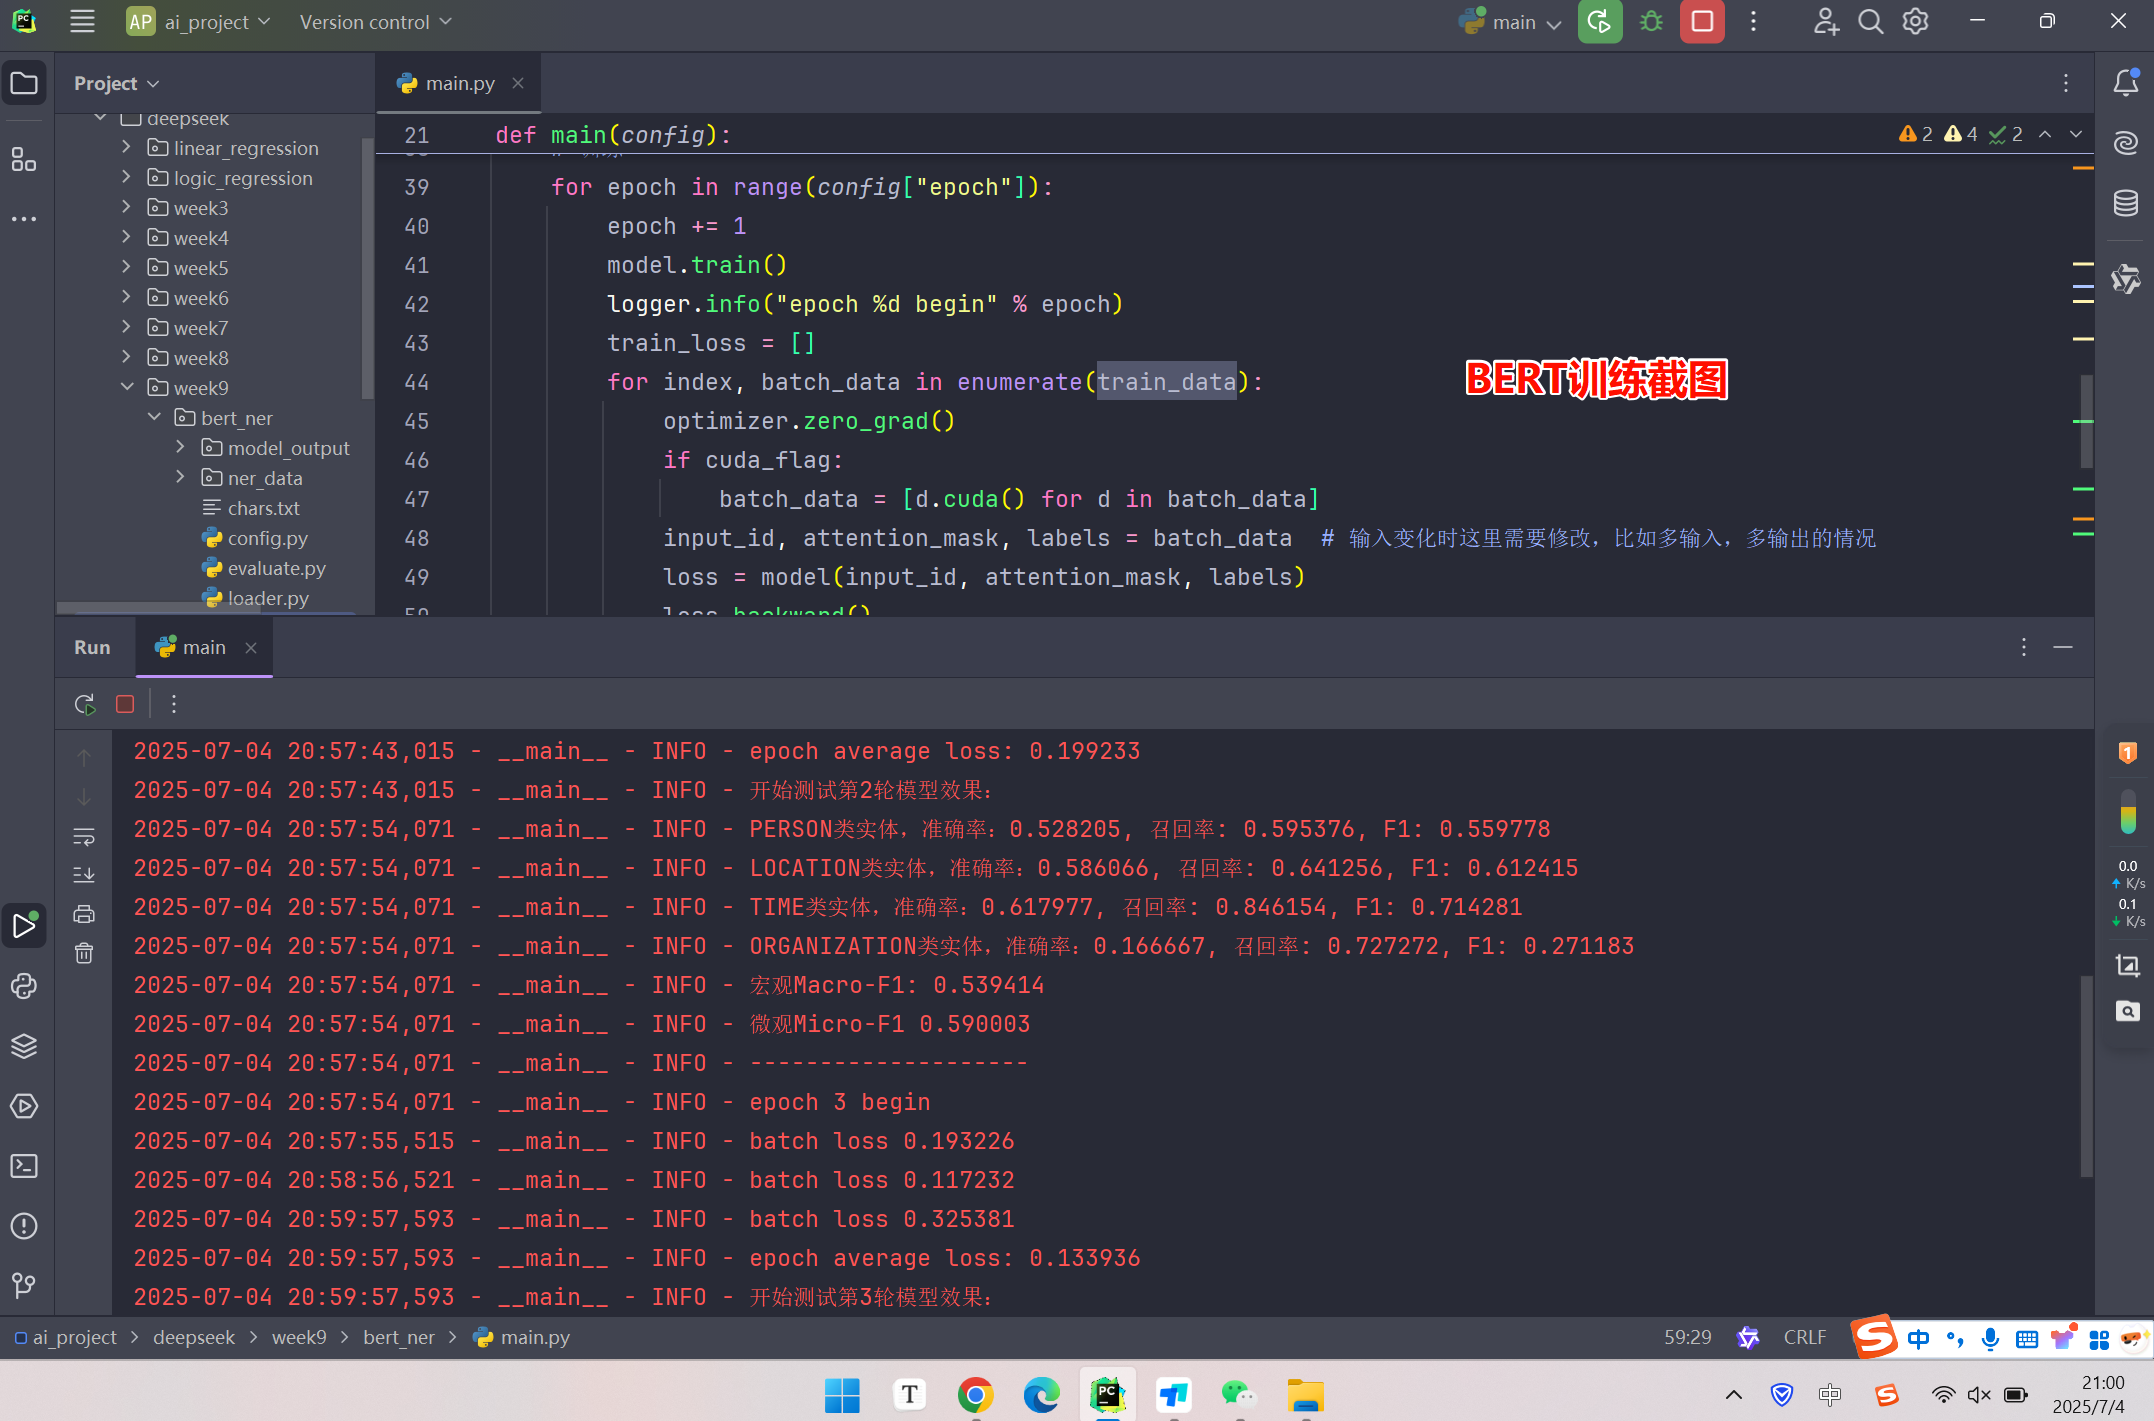 AP ai_project Version control
main
Project
main.py
deepseek
linear_regression
logic_regression
week3
week4
week5
week6
week7
week8
week9
bert_ner
model_output
ner_data
chars.txt
config.py
evaluate.py
loader.py
21 def main(config): 2 4 2
39 for epoch in range(config["epoch"]):
40 epoch += 1
41 model.train()
42 logger.info("epoch %d begin" % epoch)
43 train_loss = []
44 for index, batch_data in enumerate(train_data):
BERT训练截图
45 optimizer.zero_grad()
46 if cuda_flag:
47 batch_data = [d.cuda() for d in batch_data]
48 input_id, attention_mask, labels = batch_data # 输入变化时这里需要修改，比如多输入，多输出的情况
49 loss = model(input_id, attention_mask, labels)
50 loss.backward()
Run main
2025-07-04 20:57:43,015 - __main__ - INFO - epoch average loss: 0.199233
2025-07-04 20:57:43,015 - __main__ - INFO - 开始测试第2轮模型效果：
2025-07-04 20:57:54,071 - __main__ - INFO - PERSON类实体，准确率：0.528205, 召回率: 0.595376, F1: 0.559778
2025-07-04 20:57:54,071 - __main__ - INFO - LOCATION类实体，准确率：0.586066, 召回率: 0.641256, F1: 0.612415
2025-07-04 20:57:54,071 - __main__ - INFO - TIME类实体，准确率：0.617977, 召回率: 0.846154, F1: 0.714281
2025-07-04 20:57:54,071 - __main__ - INFO - ORGANIZATION类实体，准确率：0.166667, 召回率: 0.727272, F1: 0.271183
2025-07-04 20:57:54,071 - __main__ - INFO - 宏观Macro-F1: 0.539414
2025-07-04 20:57:54,071 - __main__ - INFO - 微观Micro-F1 0.590003
2025-07-04 20:57:54,071 - __main__ - INFO - --------------------
2025-07-04 20:57:54,071 - __main__ - INFO - epoch 3 begin
2025-07-04 20:57:55,515 - __main__ - INFO - batch loss 0.193226
2025-07-04 20:58:56,521 - __main__ - INFO - batch loss 0.117232
2025-07-04 20:59:57,593 - __main__ - INFO - batch loss 0.325381
2025-07-04 20:59:57,593 - __main__ - INFO - epoch average loss: 0.133936
2025-07-04 20:59:57,593 - __main__ - INFO - 开始测试第3轮模型效果：
1
0.0
K/s
0.1
K/s
ai_project > deepseek > week9 > bert_ner > main.py
59:29 CRLF
中
中
21:00
2025/7/4